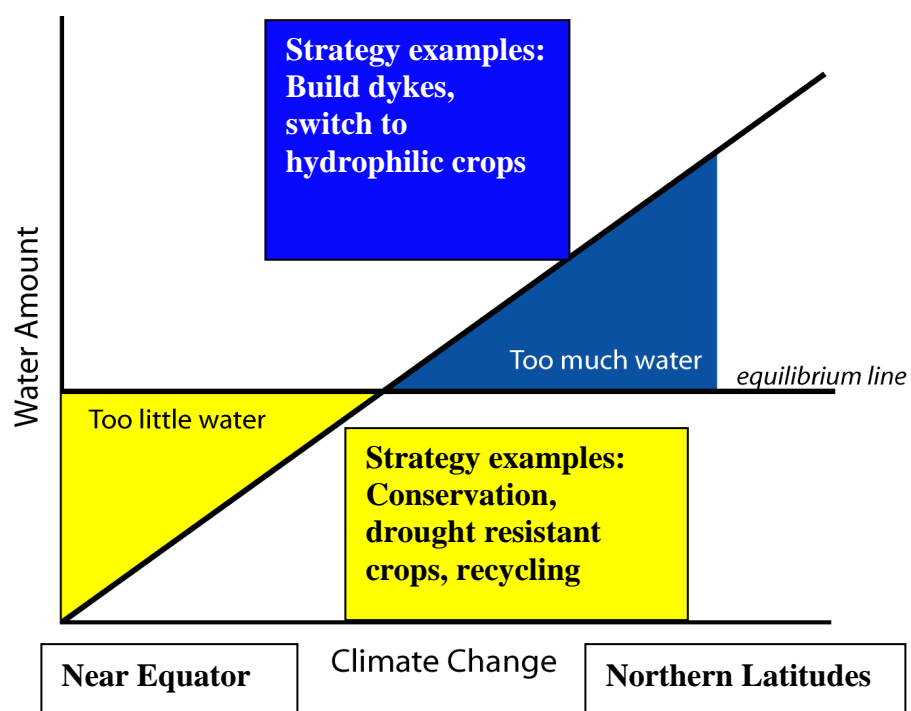 Strategy examples:
Build dykes,
switch to
hydrophilic crops
Water Amount
Too much water
equilibrium line
Too little water
Strategy examples:
Conservation,
drought resistant
crops, recycling
Near Equator
Climate Change
Northern Latitudes